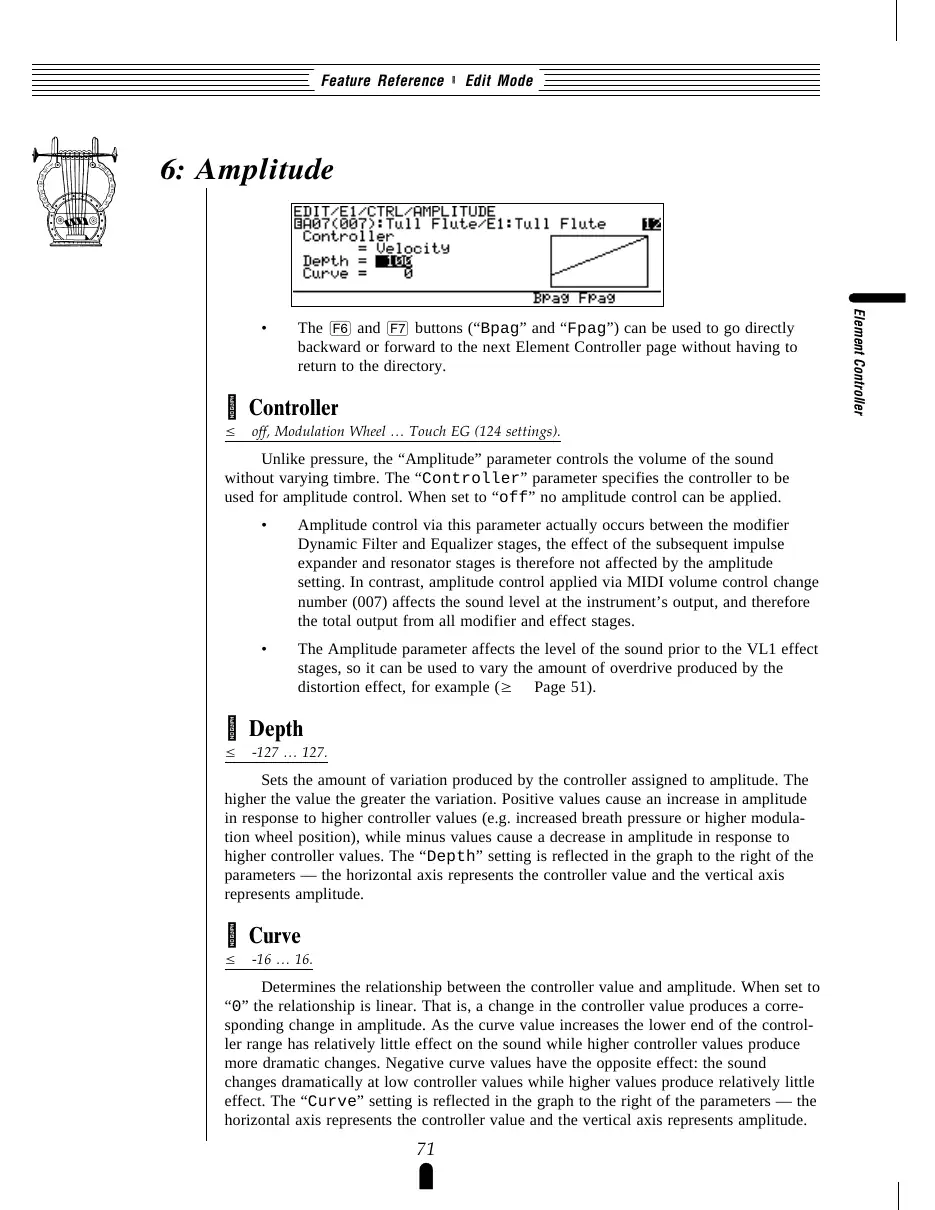 Feature Reference ▮ Edit Mode
6: Amplitude
EDIT/E1/CTRL/AMPLITUDE
EA07(007):Tull Flute/E1:Tull Flute 12
Controller
= Velocity
Depth = 100
Curve = 0
Bpag Fpag
• The F6 and F7 buttons (“Bpag” and “Fpag”) can be used to go directly
backward or forward to the next Element Controller page without having to
return to the directory.
Element Controller
Controller
≤ off, Modulation Wheel … Touch EG (124 settings).
Unlike pressure, the “Amplitude” parameter controls the volume of the sound
without varying timbre. The “Controller” parameter specifies the controller to be
used for amplitude control. When set to “off” no amplitude control can be applied.
• Amplitude control via this parameter actually occurs between the modifier
Dynamic Filter and Equalizer stages, the effect of the subsequent impulse
expander and resonator stages is therefore not affected by the amplitude
setting. In contrast, amplitude control applied via MIDI volume control change
number (007) affects the sound level at the instrument’s output, and therefore
the total output from all modifier and effect stages.
• The Amplitude parameter affects the level of the sound prior to the VL1 effect
stages, so it can be used to vary the amount of overdrive produced by the
distortion effect, for example (≥ Page 51).
Depth
≤ -127 … 127.
Sets the amount of variation produced by the controller assigned to amplitude. The
higher the value the greater the variation. Positive values cause an increase in amplitude
in response to higher controller values (e.g. increased breath pressure or higher modula-
tion wheel position), while minus values cause a decrease in amplitude in response to
higher controller values. The “Depth” setting is reflected in the graph to the right of the
parameters — the horizontal axis represents the controller value and the vertical axis
represents amplitude.
Curve
≤ -16 … 16.
Determines the relationship between the controller value and amplitude. When set to
“0” the relationship is linear. That is, a change in the controller value produces a corre-
sponding change in amplitude. As the curve value increases the lower end of the control-
ler range has relatively little effect on the sound while higher controller values produce
more dramatic changes. Negative curve values have the opposite effect: the sound
changes dramatically at low controller values while higher values produce relatively little
effect. The “Curve” setting is reflected in the graph to the right of the parameters — the
horizontal axis represents the controller value and the vertical axis represents amplitude.
71